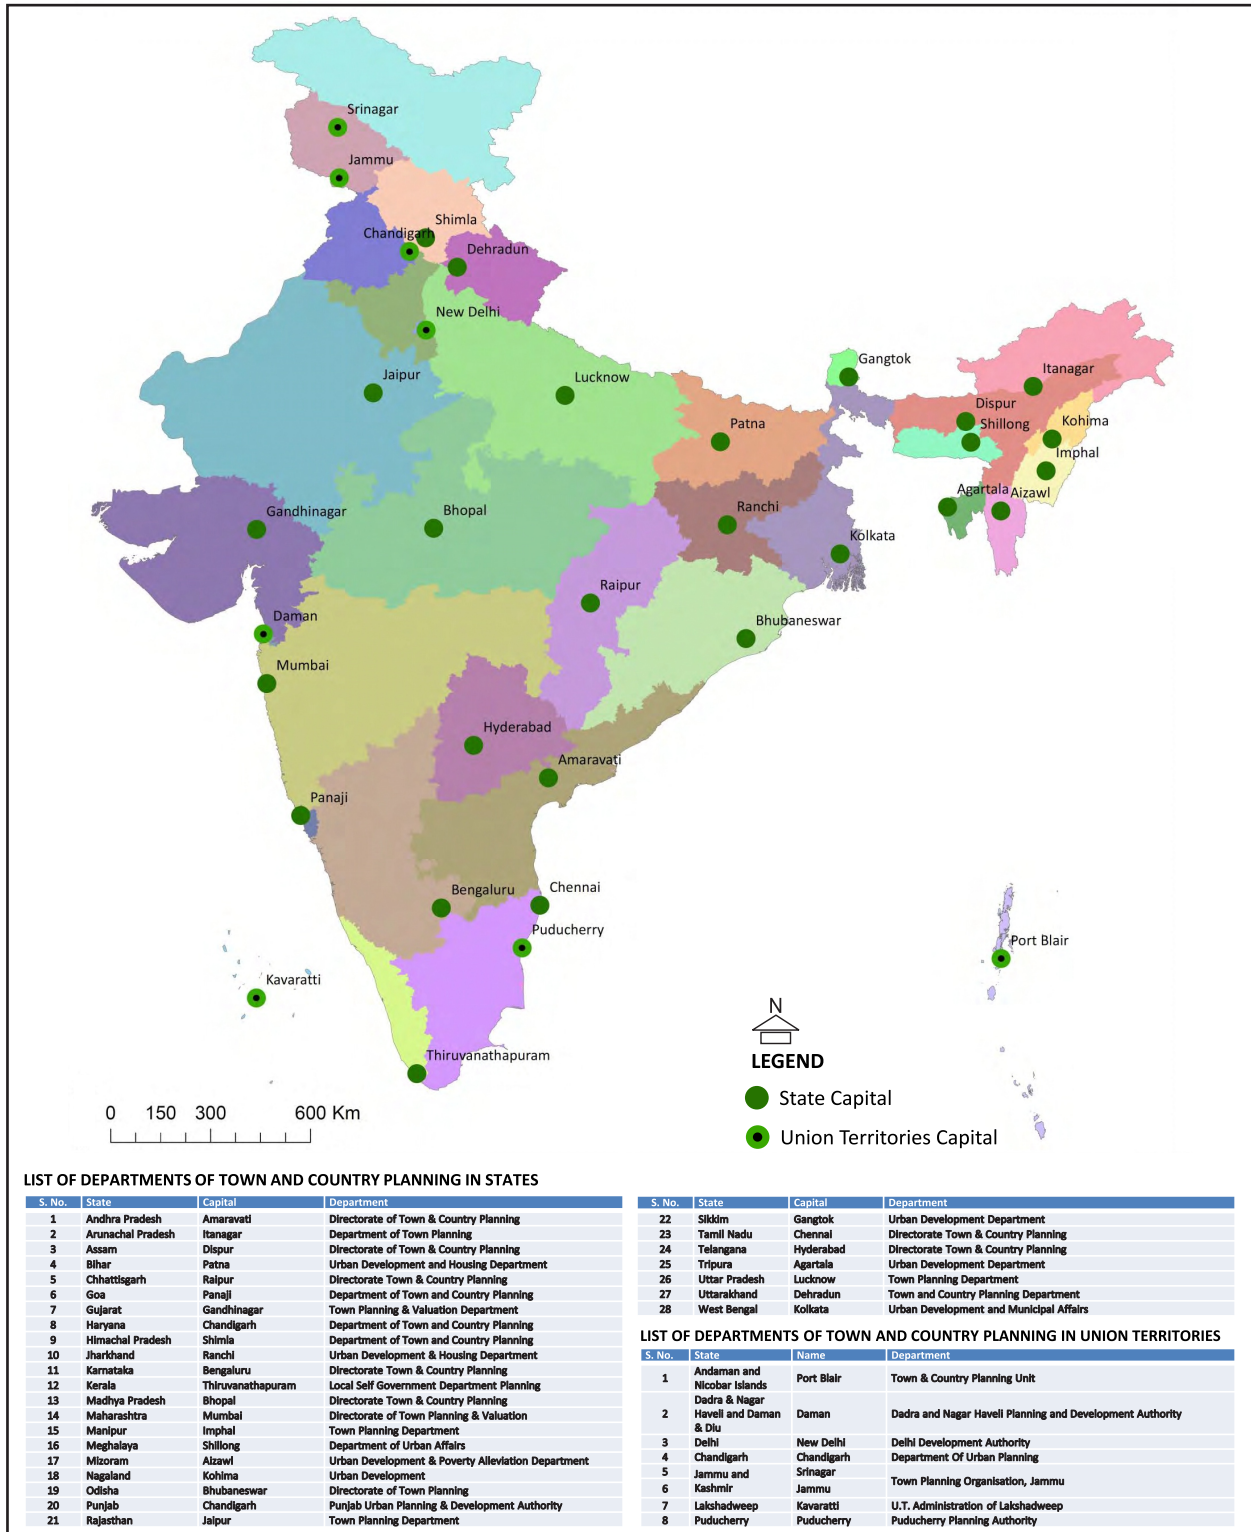 Srinagar
Jammu
Shimla
Chandigarh
Dehradun
New Delhi
Jaipur
Lucknow
Gangtok
Itanagar
Dispur
Shillong
Kohima
Patna
Imphal
Agartala
Aizawl
Gandhinagar
Bhopal
Ranchi
Kolkata
Raipur
Daman
Bhubaneswar
Mumbai
Hyderabad
Amaravati
Panaji
Bengaluru
Chennai
Puducherry
Port Blair
Kavaratti
Thiruvanathapuram
N
LEGEND
State Capital
Union Territories Capital
0 150 300 600 Km
LIST OF DEPARTMENTS OF TOWN AND COUNTRY PLANNING IN STATES
S. No. State Capital Department
1 Andhra Pradesh Amaravati Directorate of Town & Country Planning
2 Arunachal Pradesh Itanagar Department of Town Planning
3 Assam Dispur Directorate of Town & Country Planning
4 Bihar Patna Urban Development and Housing Department
5 Chhattisgarh Raipur Directorate Town & Country Planning
6 Goa Panaji Department of Town and Country Planning
7 Gujarat Gandhinagar Town Planning & Valuation Department
8 Haryana Chandigarh Department of Town and Country Planning
9 Himachal Pradesh Shimla Department of Town and Country Planning
10 Jharkhand Ranchi Urban Development & Housing Department
11 Karnataka Bengaluru Directorate Town & Country Planning
12 Kerala Thiruvanathapuram Local Self Government Department Planning
13 Madhya Pradesh Bhopal Directorate Town & Country Planning
14 Maharashtra Mumbai Directorate of Town Planning & Valuation
15 Manipur Imphal Town Planning Department
16 Meghalaya Shillong Department of Urban Affairs
17 Mizoram Aizawl Urban Development & Poverty Alleviation Department
18 Nagaland Kohima Urban Development
19 Odisha Bhubaneswar Directorate of Town Planning
20 Punjab Chandigarh Punjab Urban Planning & Development Authority
21 Rajasthan Jaipur Town Planning Department
S. No. State Capital Department
22 Sikkim Gangtok Urban Development Department
23 Tamil Nadu Chennai Directorate Town & Country Planning
24 Telangana Hyderabad Directorate Town & Country Planning
25 Tripura Agartala Urban Development Department
26 Uttar Pradesh Lucknow Town Planning Department
27 Uttarakhand Dehradun Town and Country Planning Department
28 West Bengal Kolkata Urban Development and Municipal Affairs
LIST OF DEPARTMENTS OF TOWN AND COUNTRY PLANNING IN UNION TERRITORIES
S. No. State Name Department
Andaman and
1 Nicobar Islands Port Blair Town & Country Planning Unit
Dadra & Nagar
2 Haveli and Daman Daman Dadra and Nagar Haveli Planning and Development Authority
& Diu
3 Delhi New Delhi Delhi Development Authority
4 Chandigarh Chandigarh Department Of Urban Planning
5 Jammu and Srinagar Town Planning Organisation, Jammu
6 Kashmir Jammu
7 Lakshadweep Kavaratti U.T. Administration of Lakshadweep
8 Puducherry Puducherry Puducherry Planning Authority